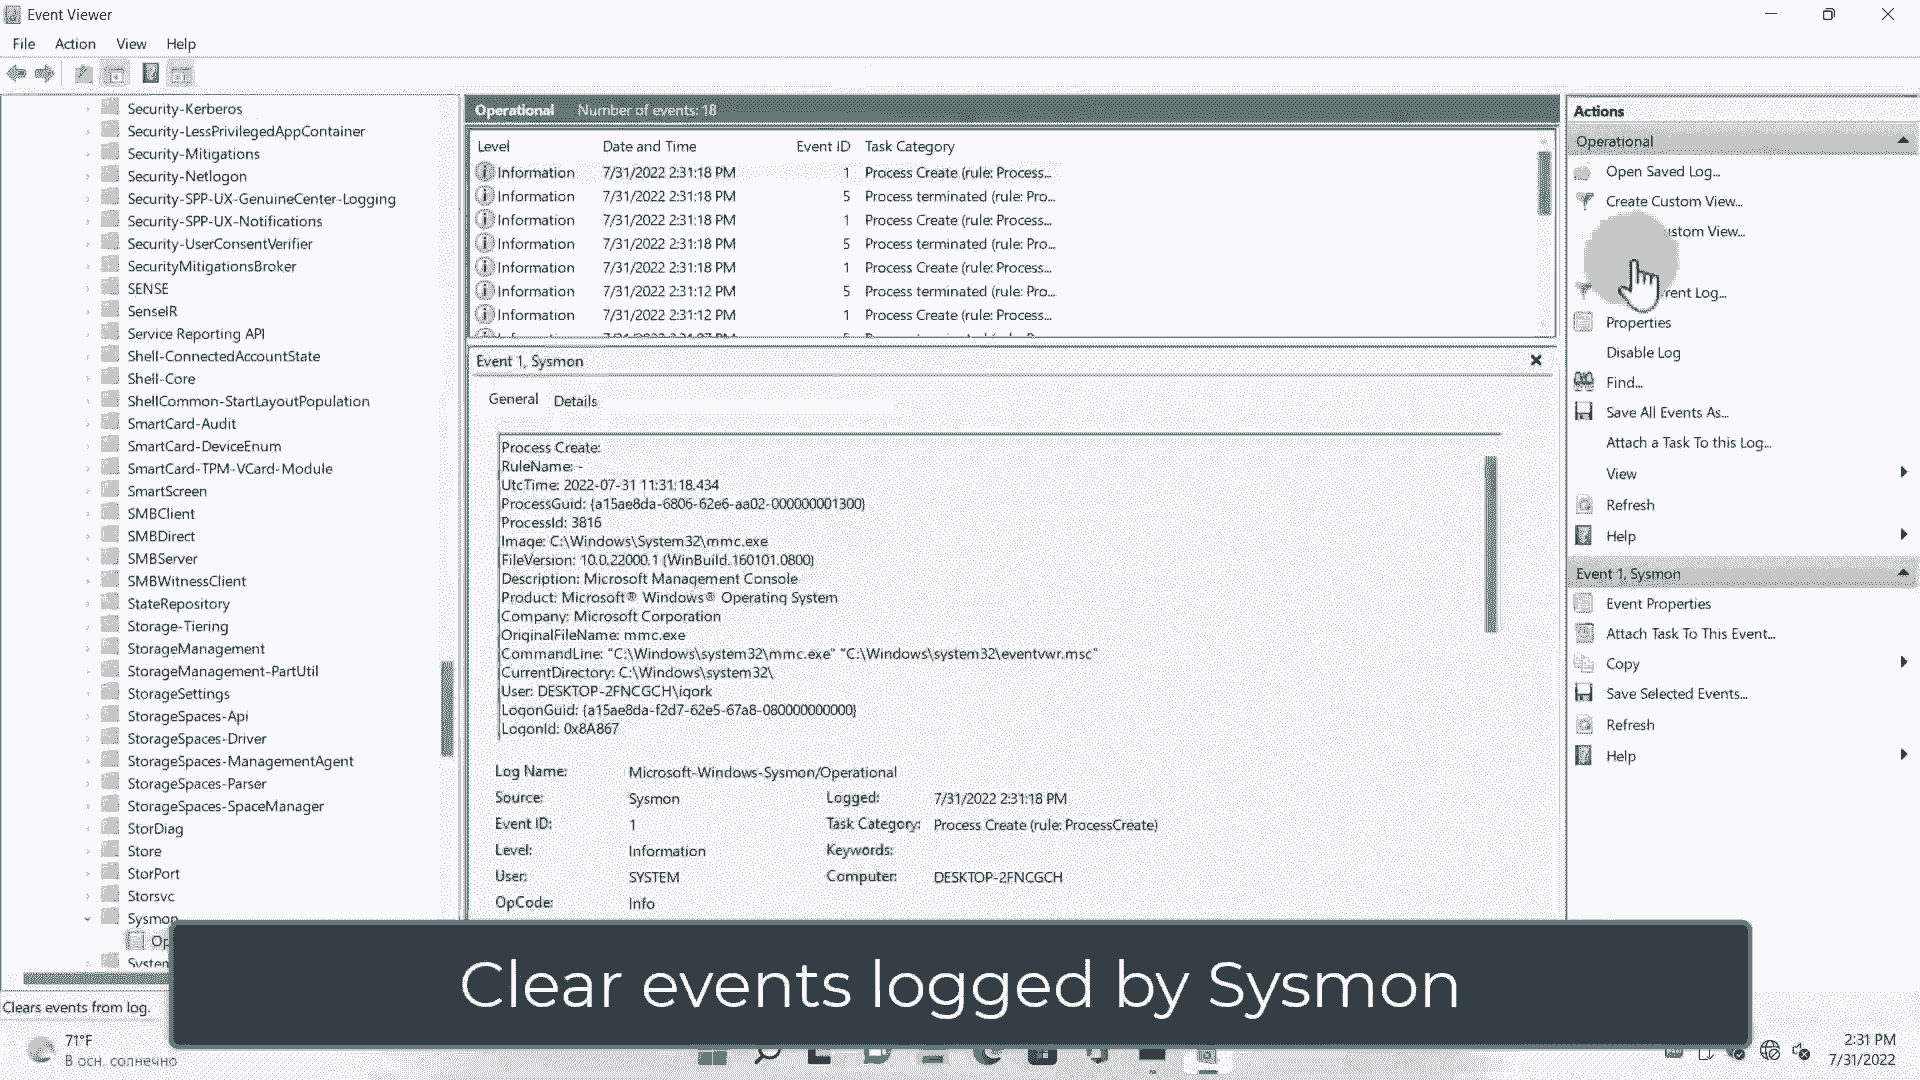 Event Viewer
File Action View Help
Security-Kerberos
Security-LessPrivilegedAppContainer
Security-Mitigations
Security-Netlogon
Security-SPP-UX-GenuineCenter-Logging
Security-SPP-UX-Notifications
Security-UserConsentVerifier
SecurityMitigationsBroker
SENSE
SenseIR
Service Reporting API
Shell-ConnectedAccountState
Shell-Core
ShellCommon-StartLayoutPopulation
SmartCard-Audit
SmartCard-DeviceEnum
SmartCard-TPM-VCard-Module
SmartScreen
SMBClient
SMBDirect
SMBServer
SMBWitnessClient
StateRepository
Storage-Tiering
StorageManagement
StorageManagement-PartUtil
StorageSettings
StorageSpaces-Api
StorageSpaces-Driver
StorageSpaces-ManagementAgent
StorageSpaces-Parser
StorageSpaces-SpaceManager
StorDiag
Store
StorPort
Storsvc
Sysmon
Op
System
Clears events from log.
Operational Number of events: 18
Level Date and Time Event ID Task Category
Information 7/31/2022 2:31:18 PM 1 Process Create (rule: Process...
Information 7/31/2022 2:31:18 PM 5 Process terminated (rule: Pro...
Information 7/31/2022 2:31:18 PM 1 Process Create (rule: Process...
Information 7/31/2022 2:31:18 PM 5 Process terminated (rule: Pro...
Information 7/31/2022 2:31:18 PM 1 Process Create (rule: Process...
Information 7/31/2022 2:31:12 PM 5 Process terminated (rule: Pro...
Information 7/31/2022 2:31:12 PM 1 Process Create (rule: Process...
Event 1, Sysmon
General Details
Process Create:
RuleName: -
UtcTime: 2022-07-31 11:31:18.434
ProcessGuid: {a15ae8da-6806-62e6-aa02-000000001300}
ProcessId: 3816
Image: C:\Windows\System32\mmc.exe
FileVersion: 10.0.22000.1 (WinBuild.160101.0800)
Description: Microsoft Management Console
Product: Microsoft® Windows® Operating System
Company: Microsoft Corporation
OriginalFileName: mmc.exe
CommandLine: "C:\Windows\system32\mmc.exe" "C:\Windows\system32\eventvwr.msc"
CurrentDirectory: C:\Windows\system32\
User: DESKTOP-2FNCGCH\igork
LogonGuid: {a15ae8da-f2d7-62e5-67a8-080000000000}
LogonId: 0x8A867
Log Name: Microsoft-Windows-Sysmon/Operational
Source: Sysmon Logged: 7/31/2022 2:31:18 PM
Event ID: 1 Task Category: Process Create (rule: ProcessCreate)
Level: Information Keywords:
User: SYSTEM Computer: DESKTOP-2FNCGCH
OpCode: Info
Actions
Operational
Open Saved Log...
Create Custom View...
ustom View...
rent Log...
Properties
Disable Log
Find...
Save All Events As...
Attach a Task To this Log...
View
Refresh
Help
Event 1, Sysmon
Event Properties
Attach Task To This Event...
Copy
Save Selected Events...
Refresh
Help
Clear events logged by Sysmon
71°F
В осн. солнечно
2:31 PM
7/31/2022